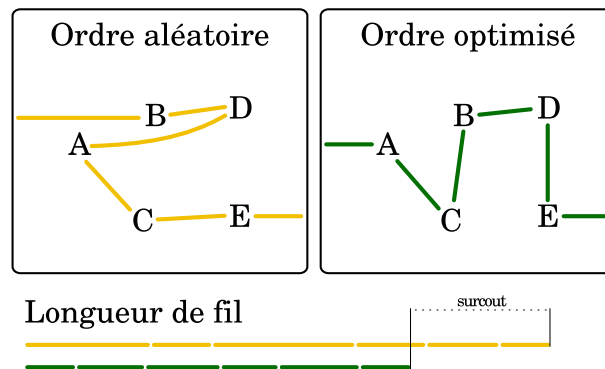 Ordre aléatoire
B
D
A
C
E
Ordre optimisé
B
D
A
C
E
Longueur de fil
surcout